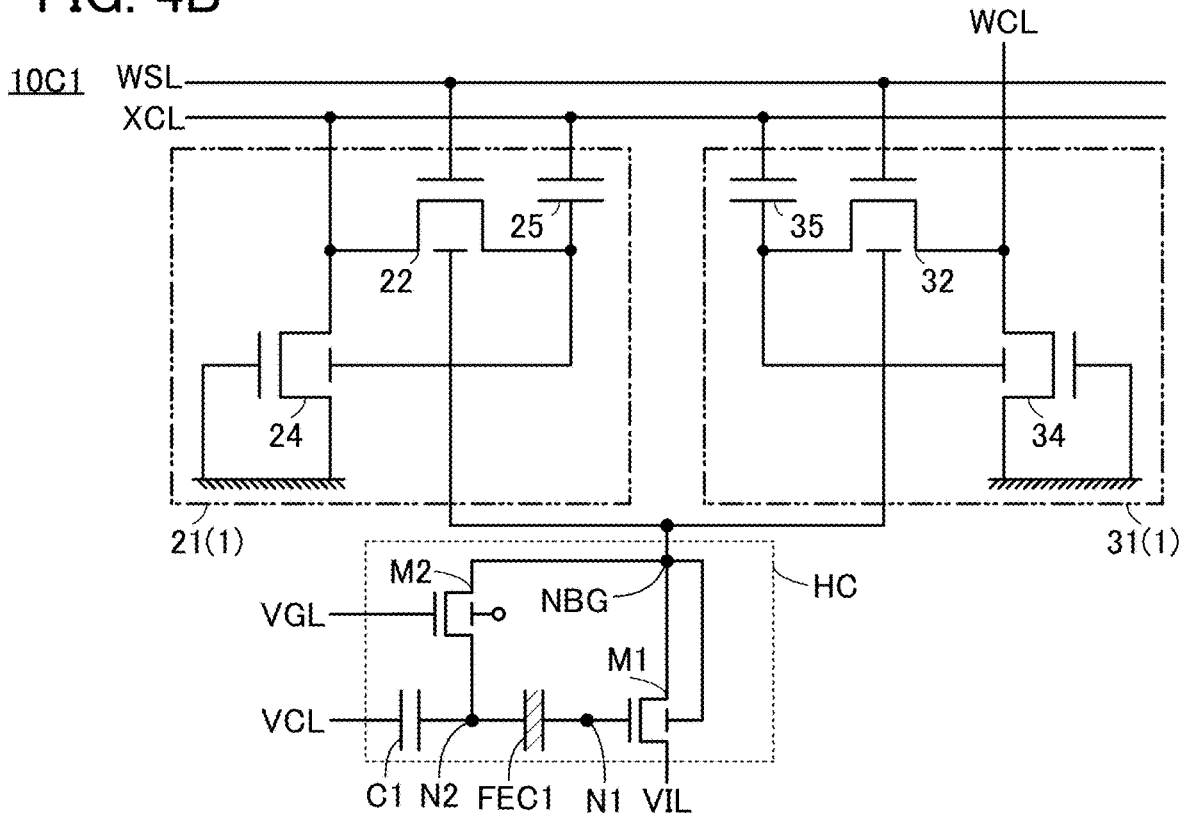 FIG. 4B
WCL
10C1
WSL
XCL
25
35
22
32
24
34
21(1)
31(1)
M2
NBG
HC
VGL
M1
VCL
C1
N2
FEC1
N1
VIL